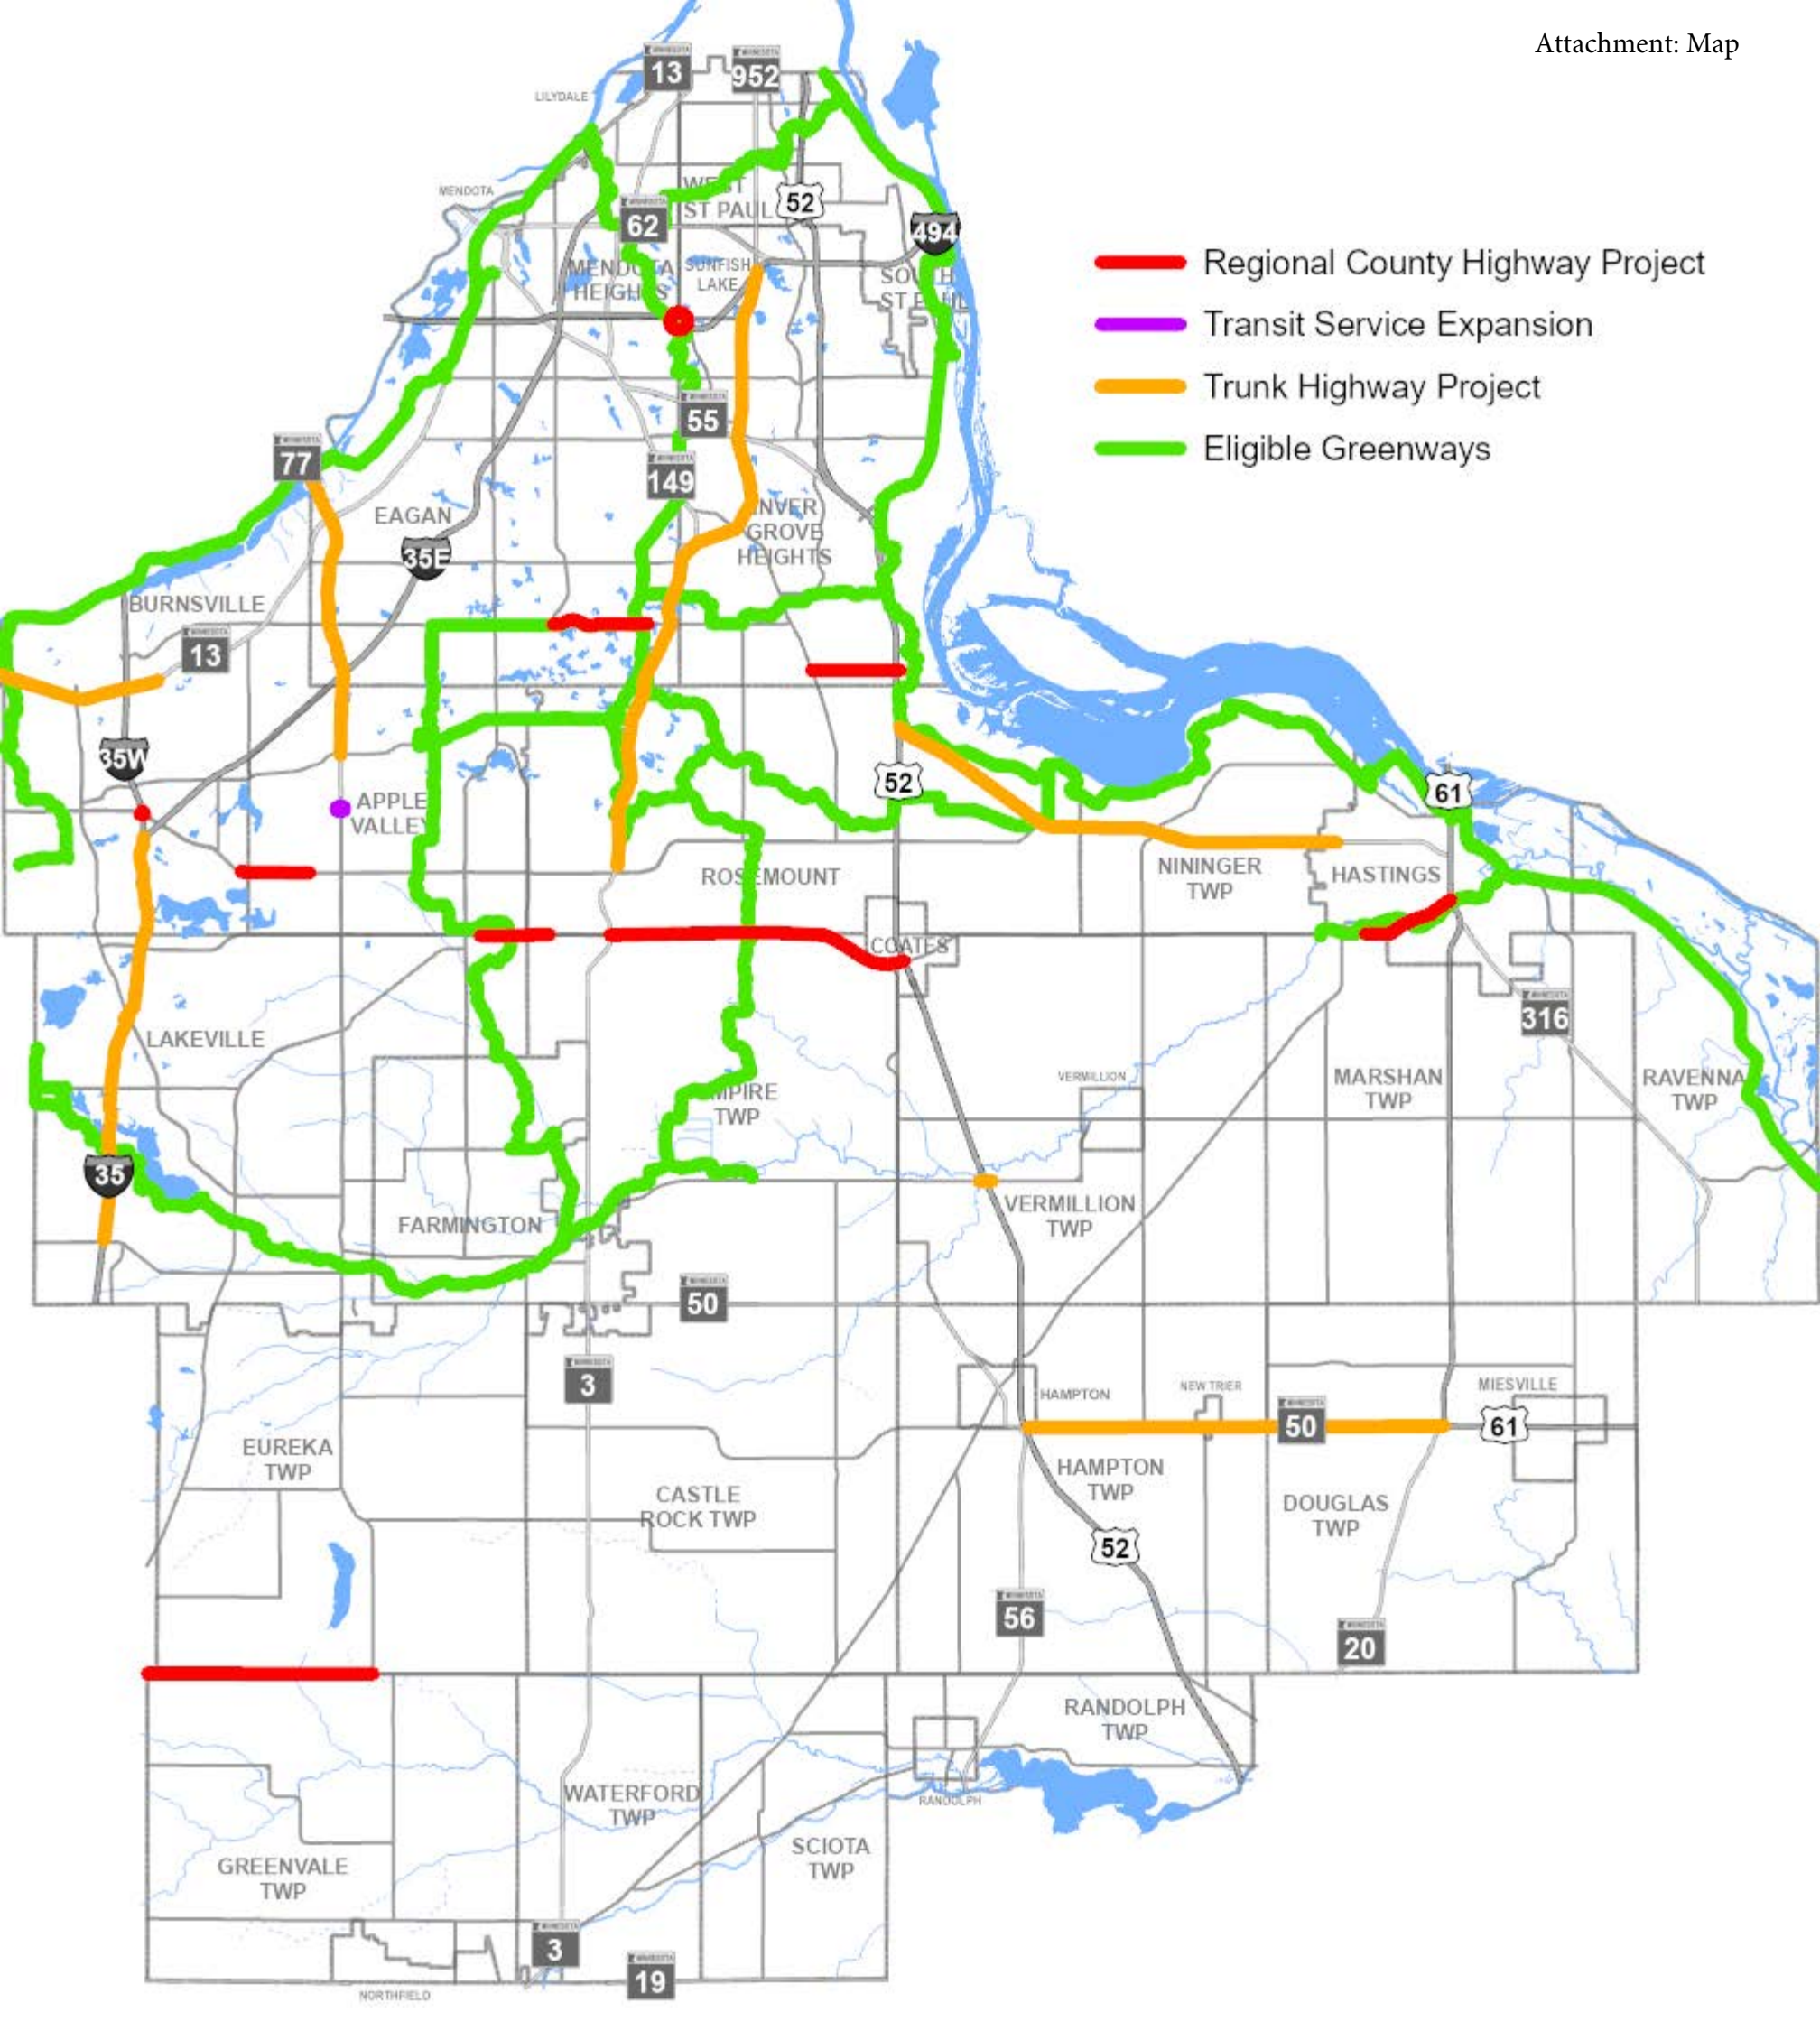 Attachment: Map
13
952
LILYDALE
MENDOTA
WEST
ST PAUL
52
62
494
MENDOTA
HEIGHTS
SUNFISH
LAKE
SOUTH
ST PAUL
Regional County Highway Project
Transit Service Expansion
Trunk Highway Project
Eligible Greenways
55
77
149
EAGAN
INVER
GROVE
HEIGHTS
35E
BURNSVILLE
13
35W
52
61
APPLE
VALLEY
ROSEMOUNT
NININGER
TWP
HASTINGS
COATES
316
LAKEVILLE
VERMILLION
MARSHAN
TWP
RAVENNA
TWP
MPIRE
TWP
35
VERMILLION
TWP
FARMINGTON
50
3
HAMPTON
NEW TRIER
MIESVILLE
50
61
EUREKA
TWP
HAMPTON
TWP
CASTLE
ROCK TWP
DOUGLAS
TWP
52
56
20
RANDOLPH
TWP
WATERFORD
TWP
RANDOLPH
SCIOTA
TWP
GREENVALE
TWP
3
19
NORTHFIELD